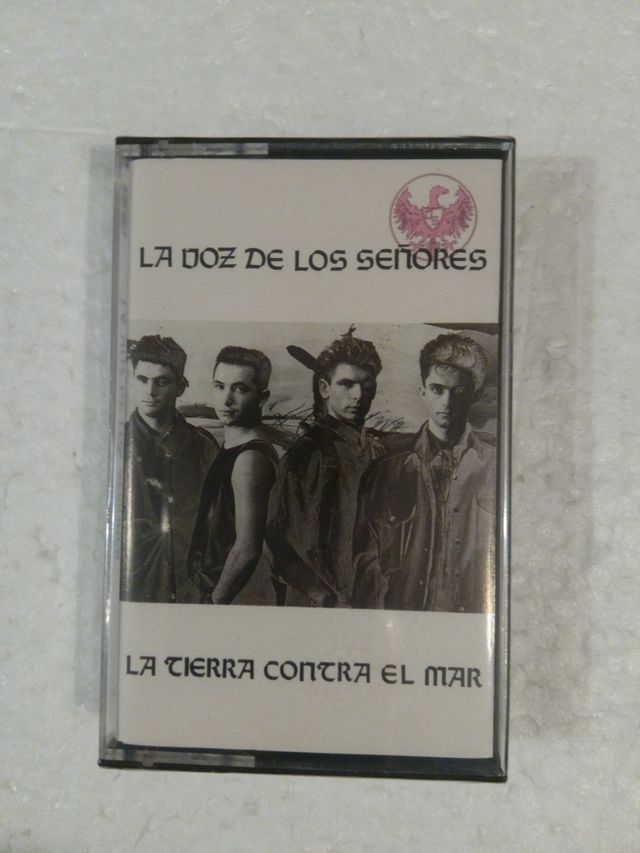 LA VOZ DE LOS SEÑORES
LA TIERRA CONTRA EL MAR